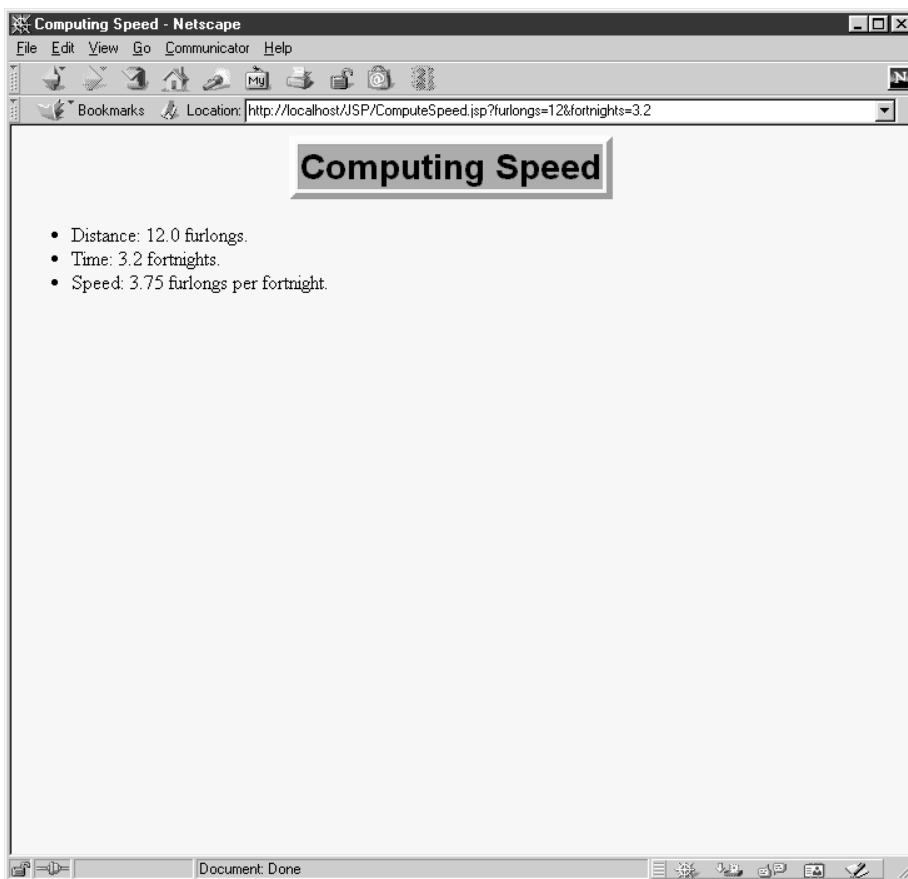 Computing Speed - Netscape
File Edit View Go Communicator Help
My
N
Bookmarks Location: http://localhost/JSP/ComputeSpeed.jsp?furlongs=12&fortnights=3.2
Computing Speed
• Distance: 12.0 furlongs.
• Time: 3.2 fortnights.
• Speed: 3.75 furlongs per fortnight.
Document: Done